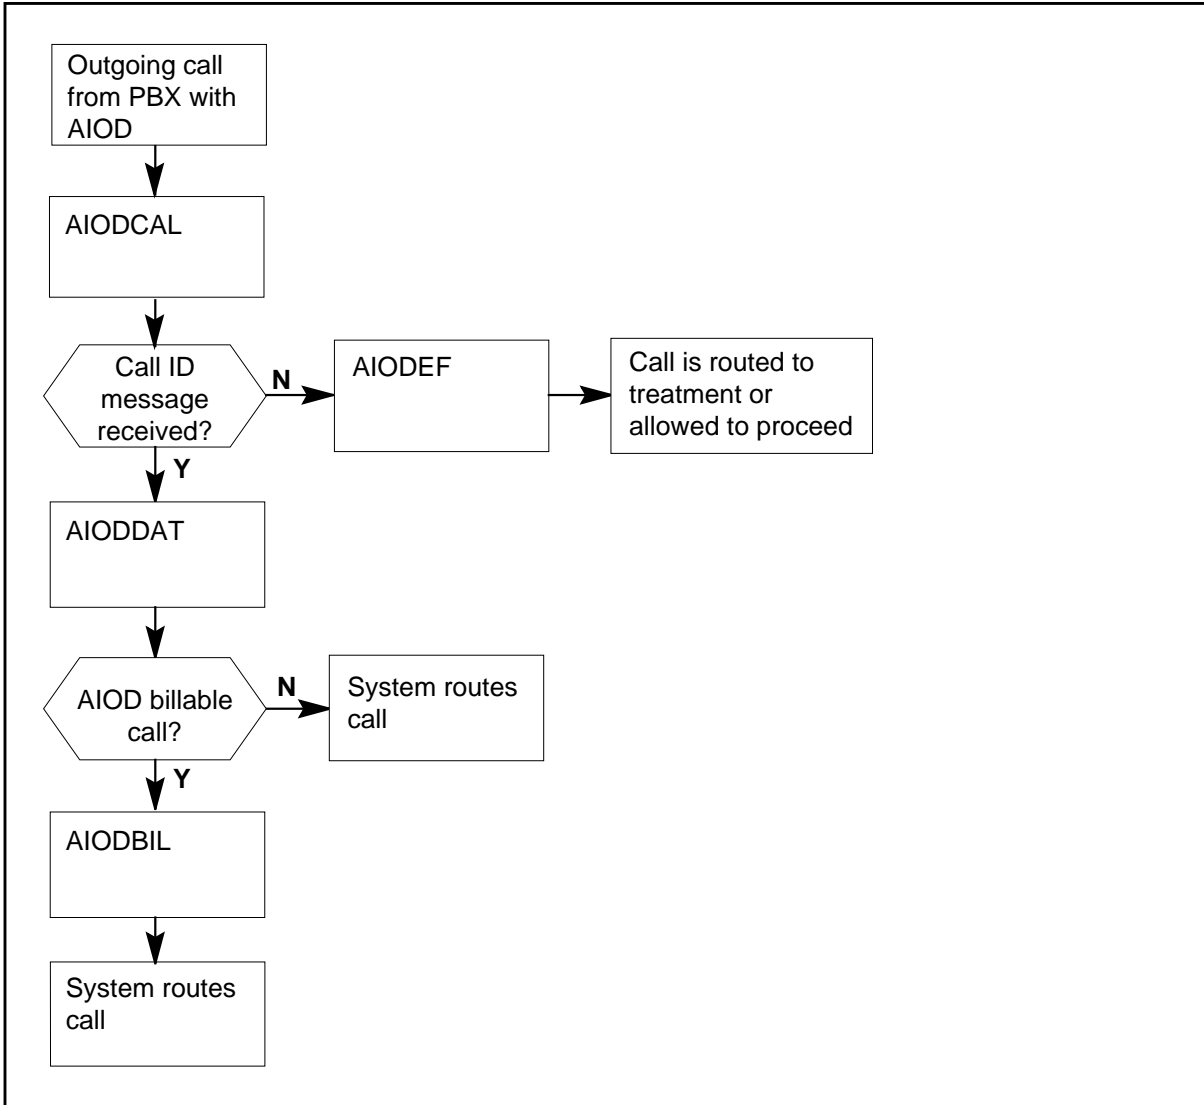 Outgoing call
from PBX with
AIOD
AIODCAL
Call ID
message
received?
N
AIODEF
Call is routed to
treatment or
allowed to proceed
Y
AIODDAT
AIOD billable
call?
N
System routes
call
Y
AIODBIL
System routes
call